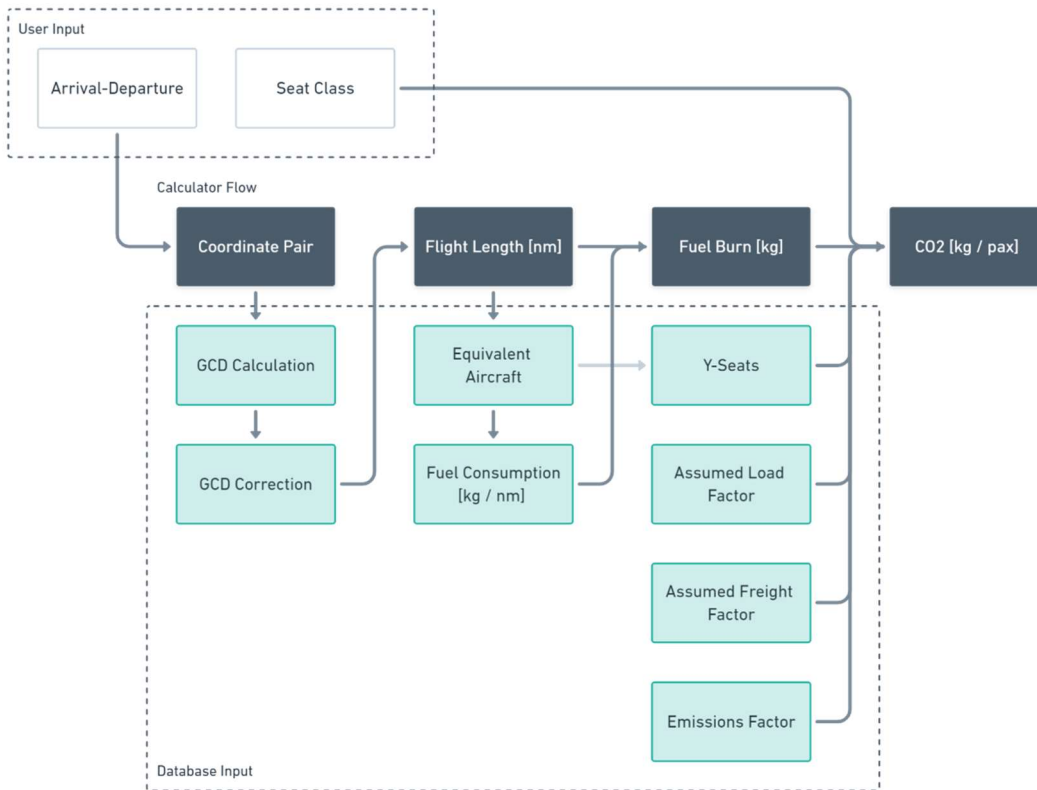 User Input
Arrival-Departure
Seat Class
Calculator Flow
Coordinate Pair
Flight Length [nm]
Fuel Burn [kg]
CO2 [kg / pax]
GCD Calculation
Equivalent
Aircraft
Y-Seats
GCD Correction
Fuel Consumption
[kg / nm]
Assumed Load
Factor
Assumed Freight
Factor
Emissions Factor
Database Input